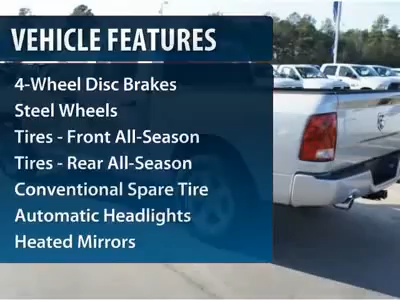 VEHICLE FEATURES
4-Wheel Disc Brakes
Steel Wheels
Tires - Front All-Season
Tires - Rear All-Season
Conventional Spare Tire
Automatic Headlights
Heated Mirrors